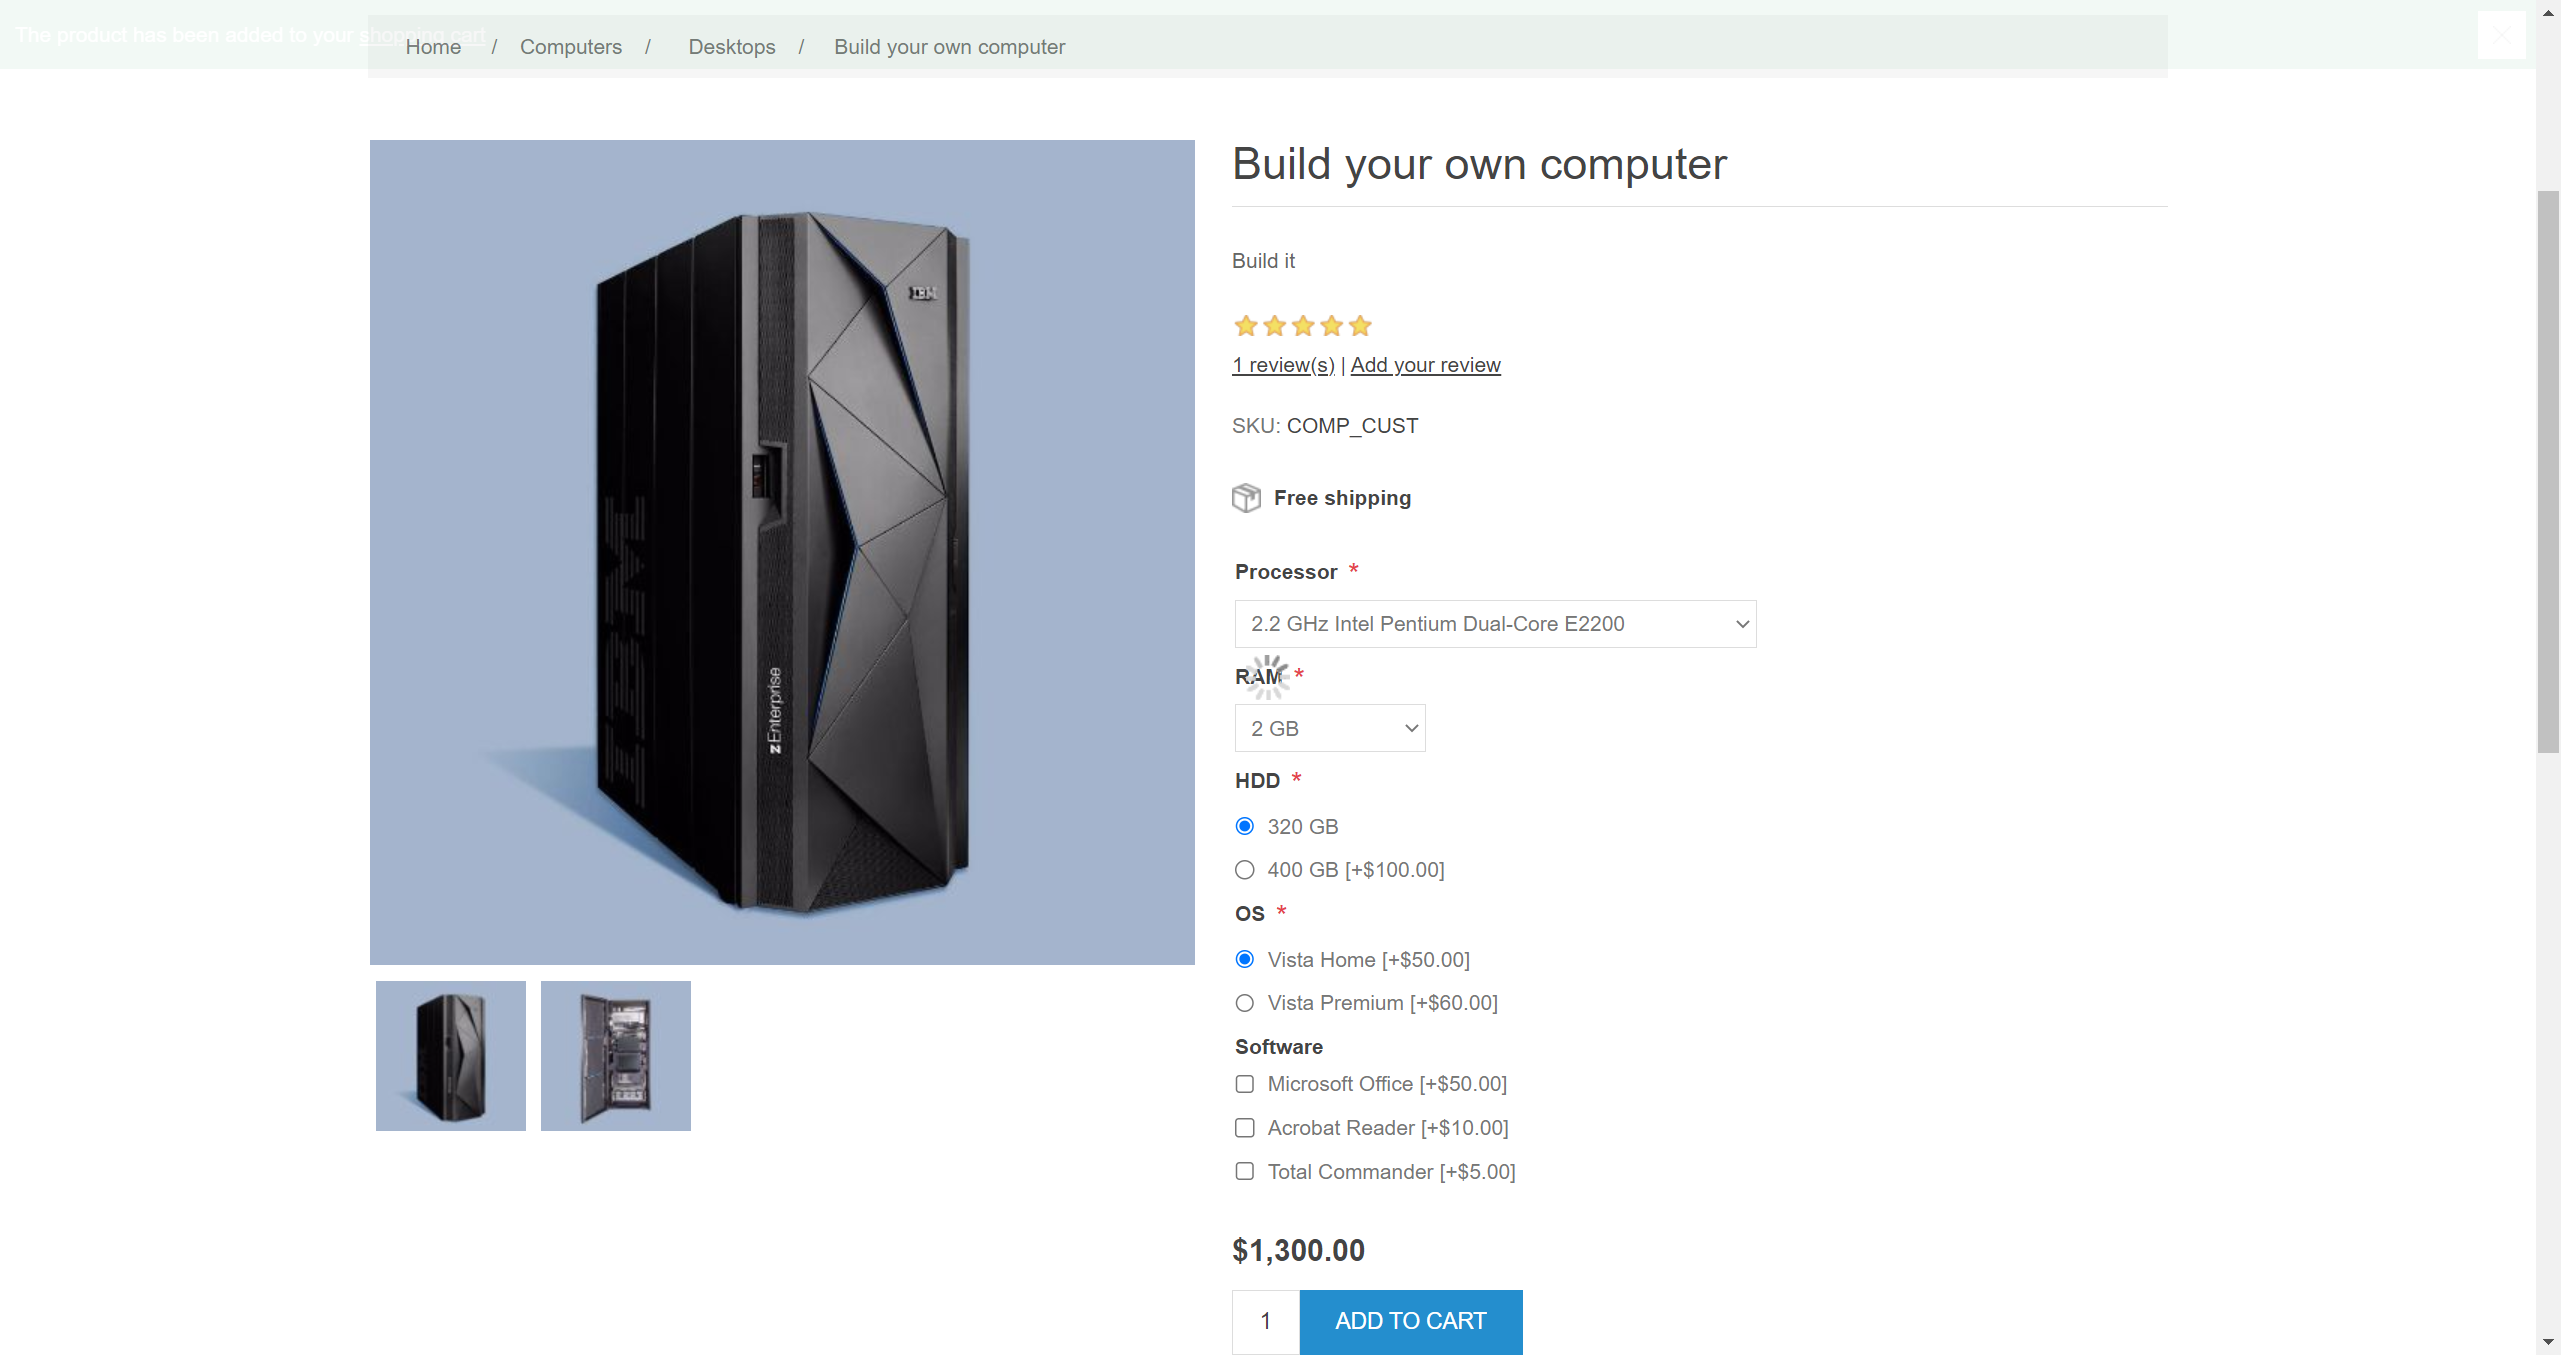 The product has been added to your shopping cart
Home / Computers / Desktops / Build your own computer
Build your own computer
Build it
1 review(s) | Add your review
SKU: COMP_CUST
Free shipping
Processor *
2.2 GHz Intel Pentium Dual-Core E2200
RAM *
2 GB
HDD *
320 GB
400 GB [+$100.00]
OS *
Vista Home [+$50.00]
Vista Premium [+$60.00]
Software
Microsoft Office [+$50.00]
Acrobat Reader [+$10.00]
Total Commander [+$5.00]
$1,300.00
1
ADD TO CART
IBM
IBM
zEnterprise